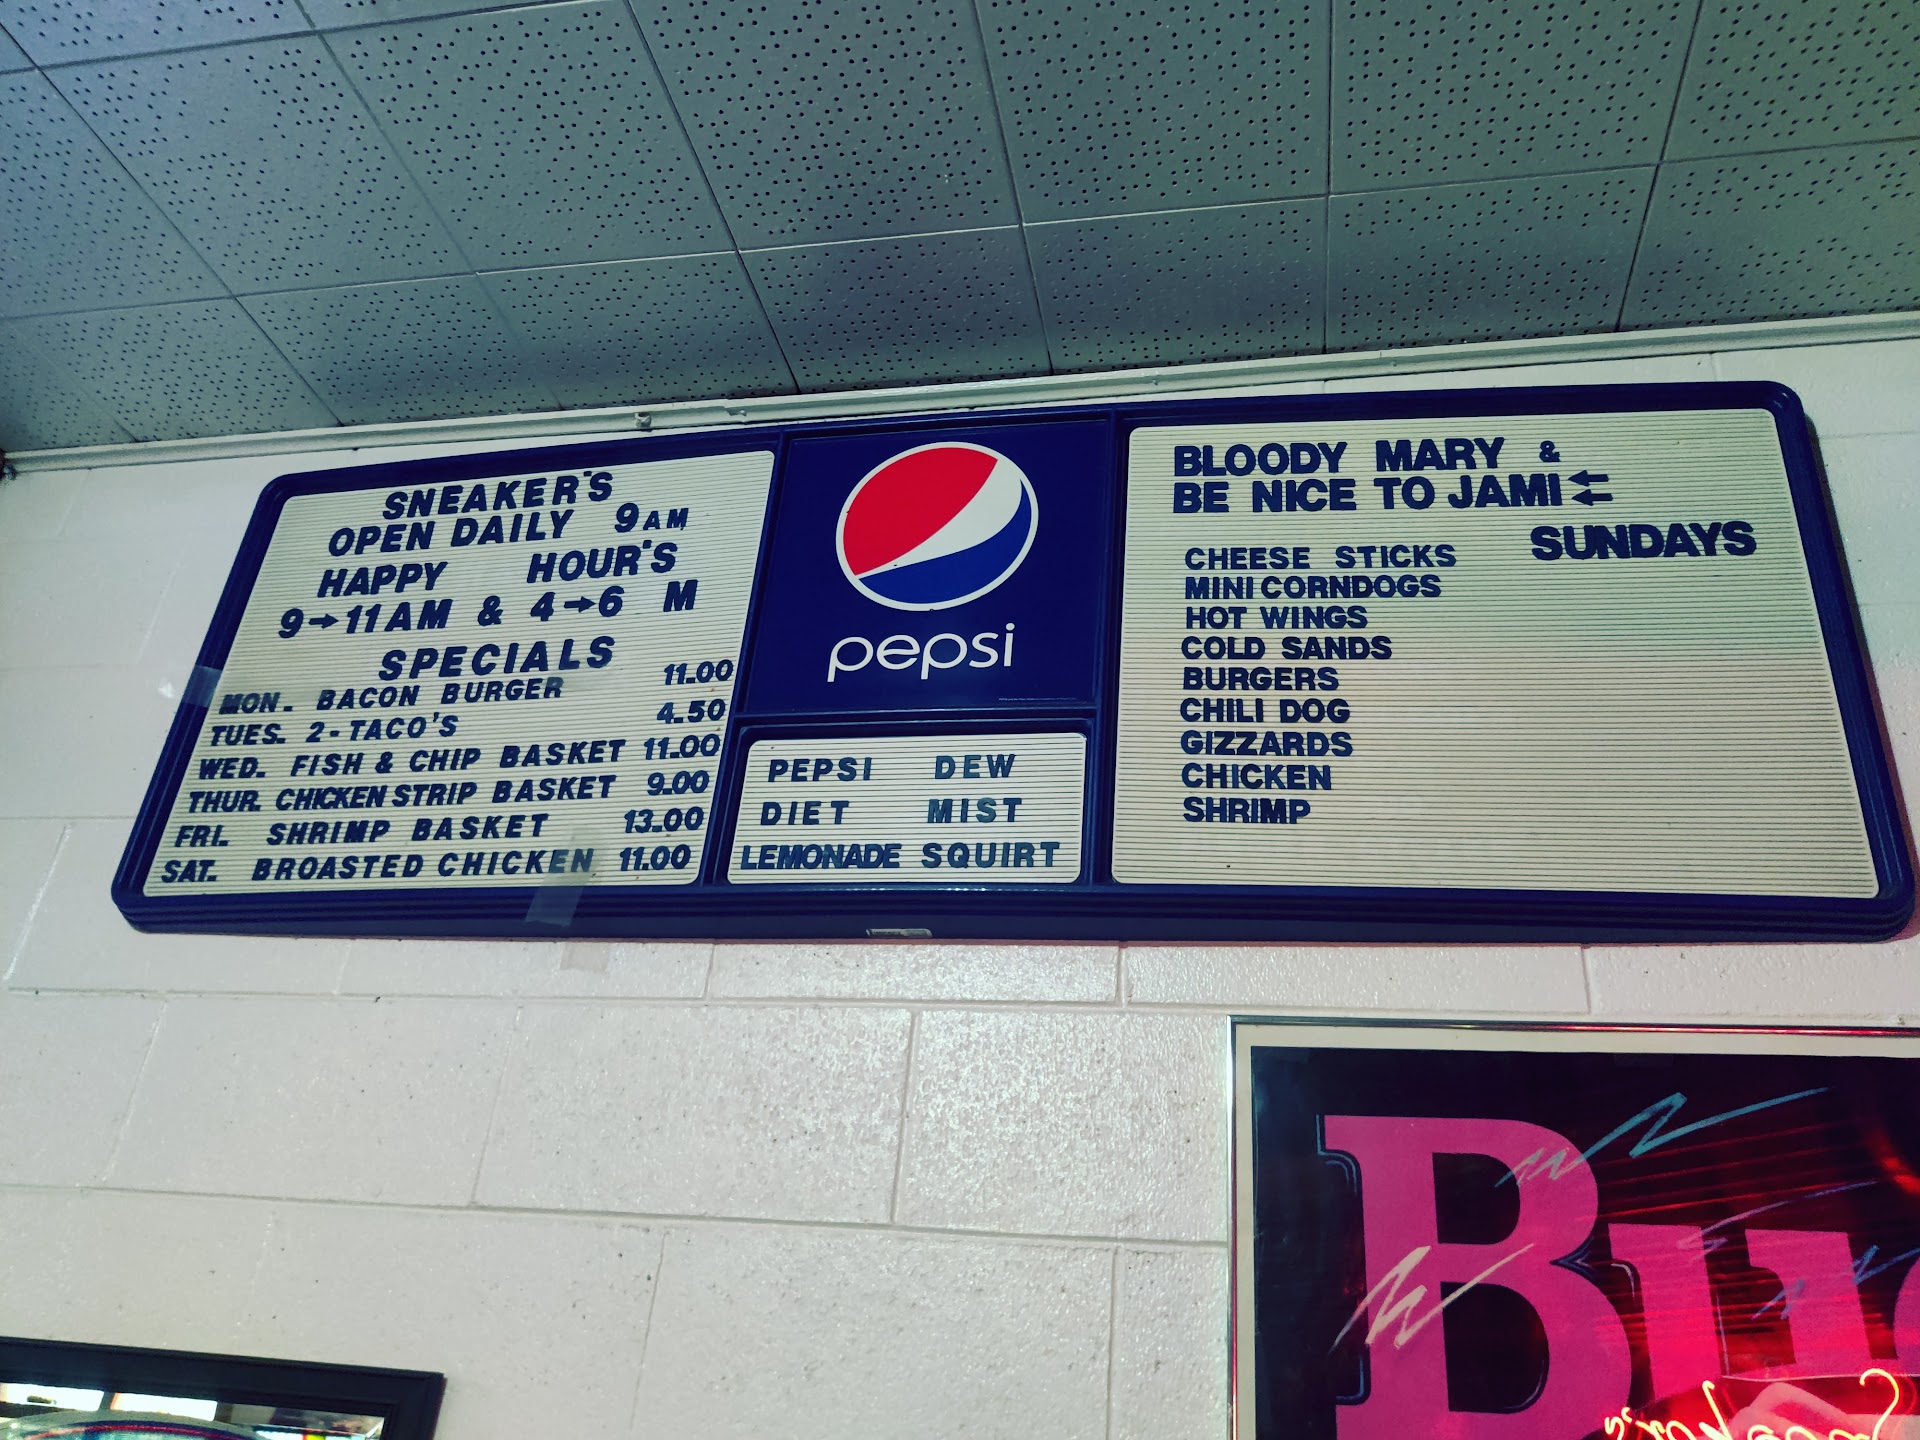 SNEAKER'S
OPEN DAILY 9AM
HAPPY HOUR'S
9→11AM & 4→6 M
SPECIALS
MON. BACON BURGER 11.00
TUES. 2-TACO'S 4.50
WED. FISH & CHIP BASKET 11.00
THUR. CHICKEN STRIP BASKET 9.00
FRI. SHRIMP BASKET 13.00
SAT. BROASTED CHICKEN 11.00
pepsi
PEPSI DEW
DIET MIST
LEMONADE SQUIRT
BLOODY MARY &
BE NICE TO JAMI←←
SUNDAYS
CHEESE STICKS
MINI CORNDOGS
HOT WINGS
COLD SANDS
BURGERS
CHILI DOG
GIZZARDS
CHICKEN
SHRIMP